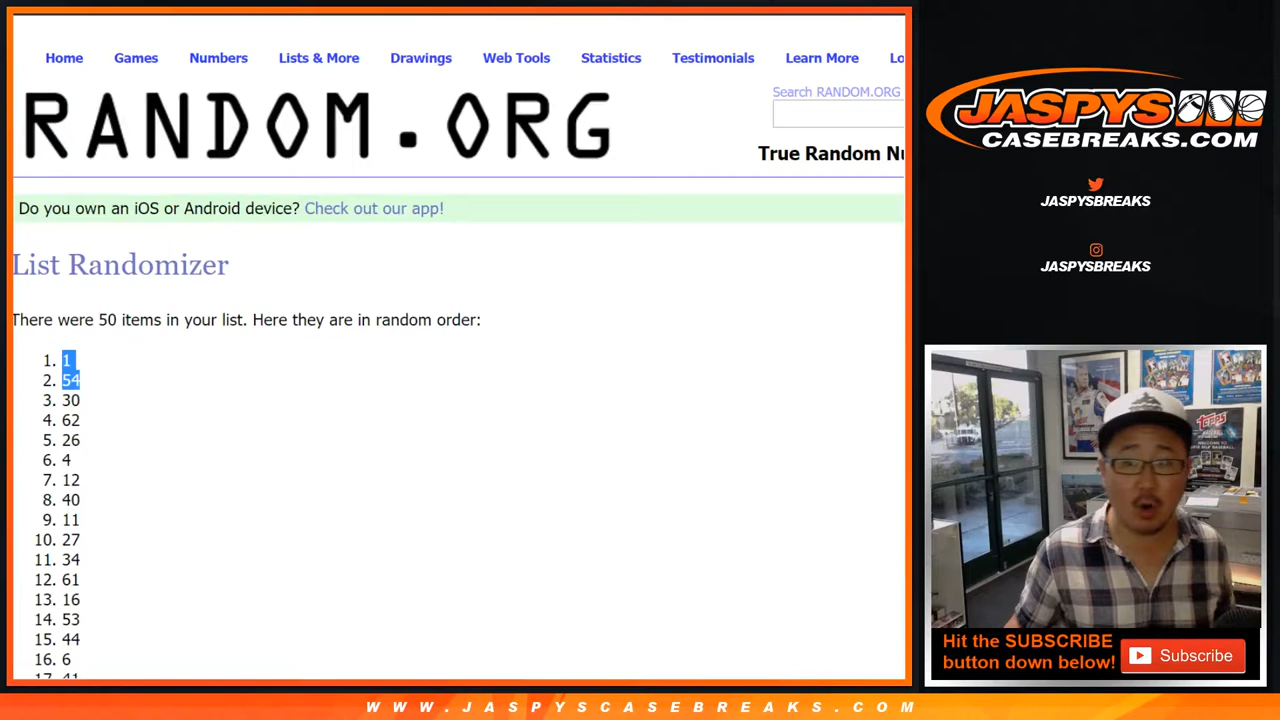 Home Games Numbers Lists & More Drawings Web Tools Statistics Testimonials Learn More Lo
Search RANDOM.ORG
RANDOM.ORG
True Random Nu
Do you own an iOS or Android device? Check out our app!
List Randomizer
There were 50 items in your list. Here they are in random order:
1. 1
2. 54
3. 30
4. 62
5. 26
6. 4
7. 12
8. 40
9. 11
10. 27
11. 34
12. 61
13. 16
14. 53
15. 44
16. 6
17. 41
JASPYS
CASEBREAKS.COM
JASPYSBREAKS
JASPYSBREAKS
TOPPS
Hit the SUBSCRIBE
button down below!
Subscribe
WWW.JASPYSCASEBREAKS.COM